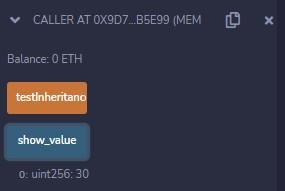 CALLER AT 0X9D7...B5E99 (MEM
Balance: 0 ETH
testInheritanc
show_value
0: uint256: 30